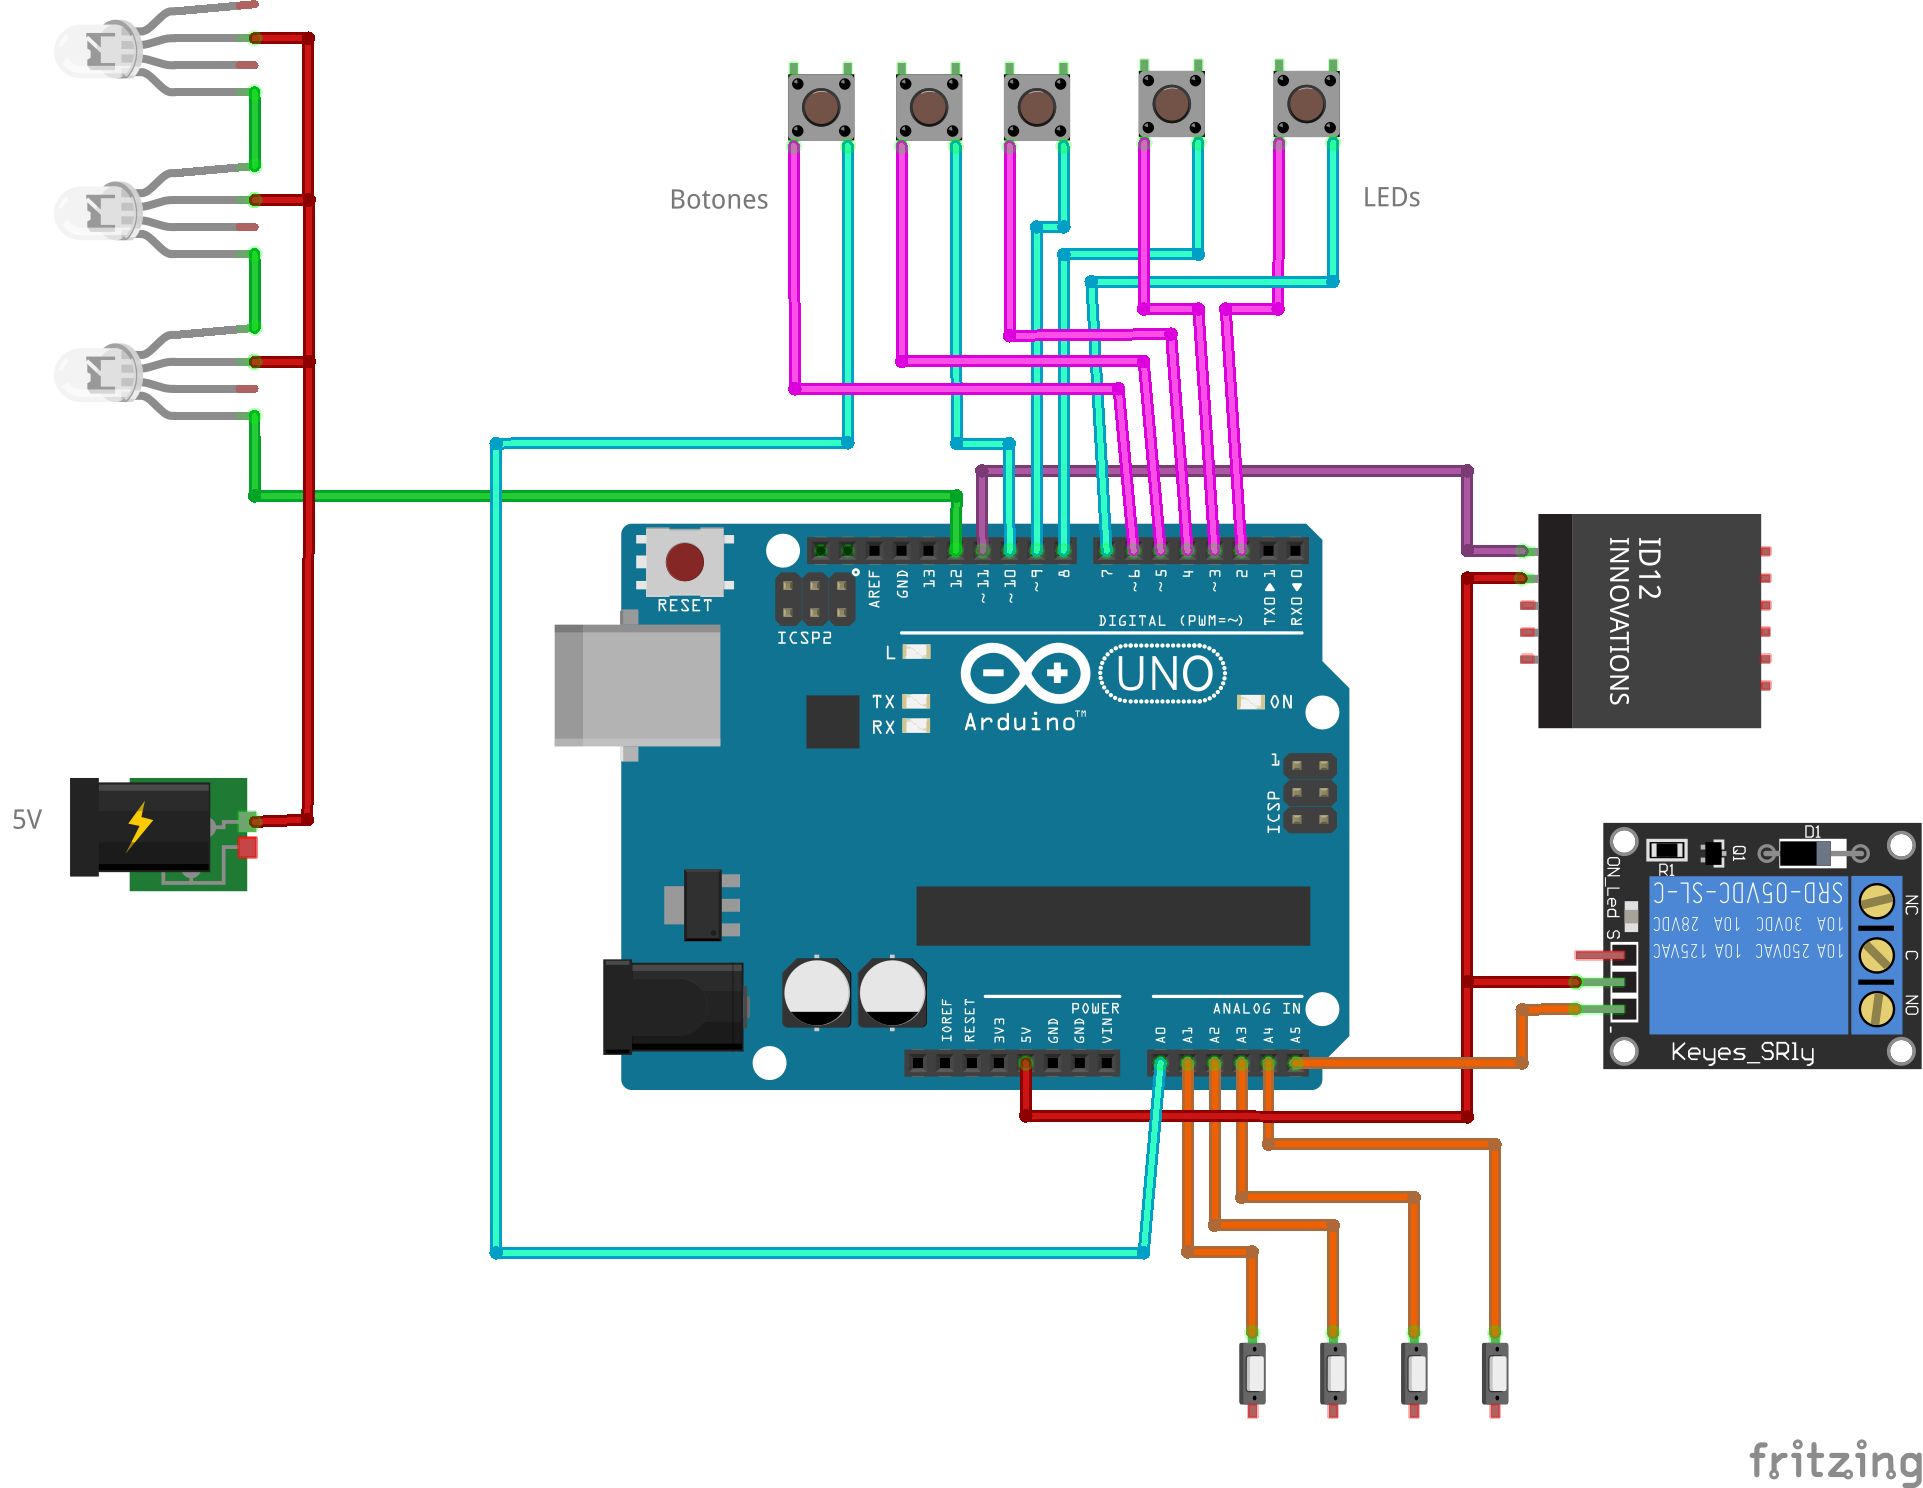 Botones
LEDs
RESET
ICSP2
AREF
GND
13
12
~11
~10
~9
8
7
~6
~5
4
~3
2
TX0▶1
RX0◀0
DIGITAL (PWM=~)
L
TX
RX
UNO
Arduino™
ON
1
ICSP
ID12
INNOVATIONS
5V
POWER
ANALOG IN
IOREF
RESET
3V3
5V
GND
GND
VIN
A0
A1
A2
A3
A4
A5
D1
R1
Q1
ON_Led
S
-
SRD-05VDC-SL-C
10A 30VDC 10A 28VDC
10A 250VAC 10A 125VAC
NC
C
NO
Keyes_SRly
fritzing